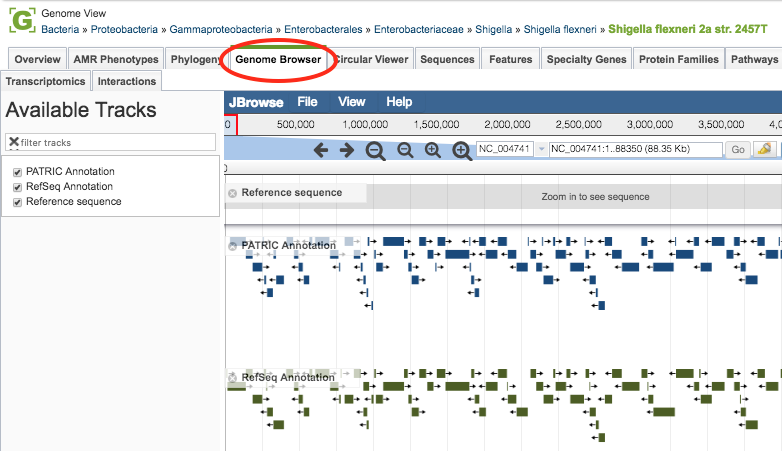 Genome View
Bacteria » Proteobacteria » Gammaproteobacteria » Enterobacterales » Enterobacteriaceae » Shigella » Shigella flexneri » Shigella flexneri 2a str. 2457T
Overview AMR Phenotypes Phylogeny Genome Browser Circular Viewer Sequences Features Specialty Genes Protein Families Pathways
Transcriptomics Interactions
Available Tracks
filter tracks
PATRIC Annotation
RefSeq Annotation
Reference sequence
JBrowse File View Help
0 500,000 1,000,000 1,500,000 2,000,000 2,500,000 3,000,000 3,500,000 4,0
NC_004741 NC_004741:1..88350 (88.35 Kb) Go
0
Reference sequence
Zoom in to see sequence
PATRIC Annotation
RefSeq Annotation